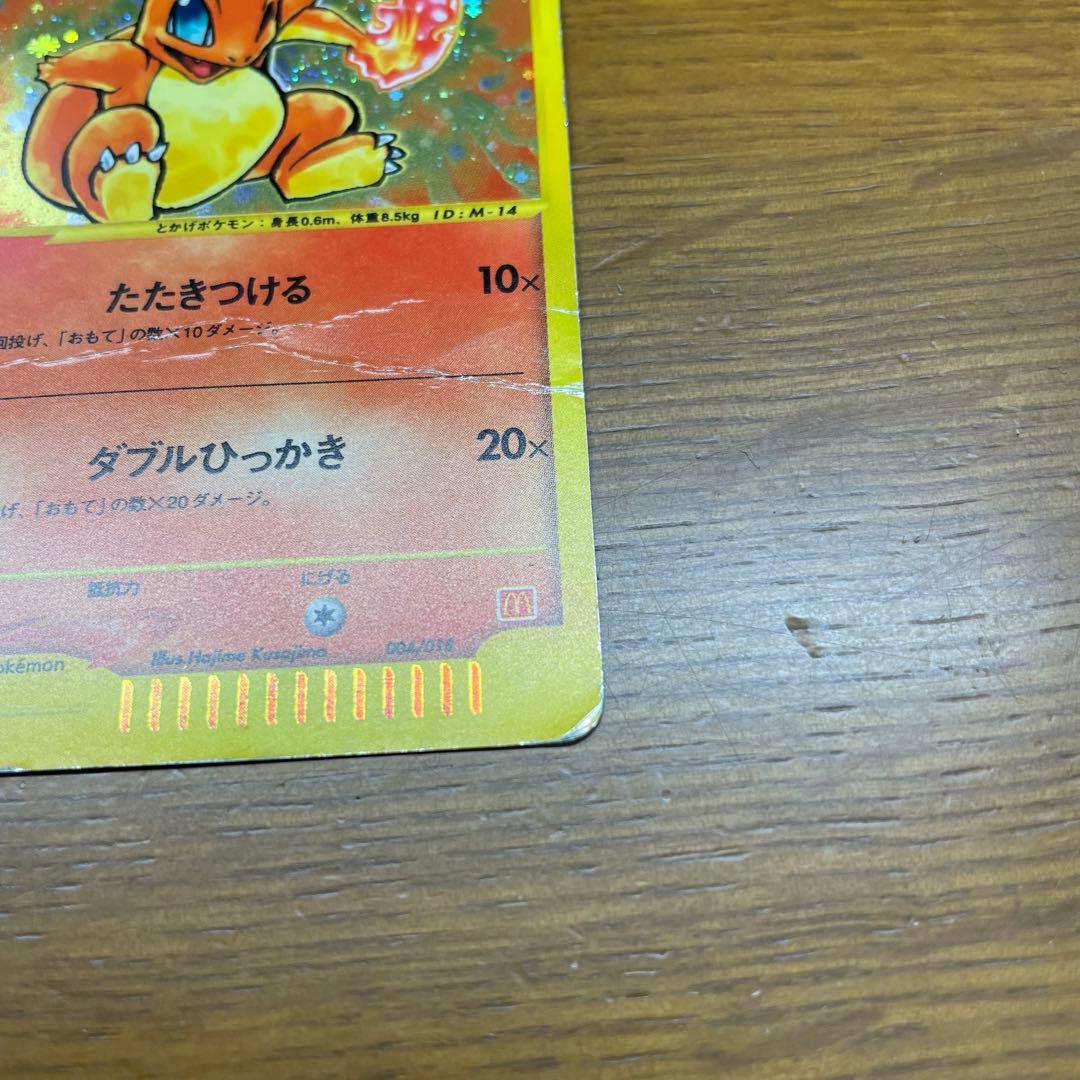 とかげポケモン：身長0.6m、体重8.5kg ID:M-14
たたきつける 10×
回投げ、「おもて」の数×10ダメージ。
ダブルひっかき 20×
げ、「おもて」の数×20ダメージ。
抵抗力 にげる
okémon Illus.Hajime Kusajima 004/016